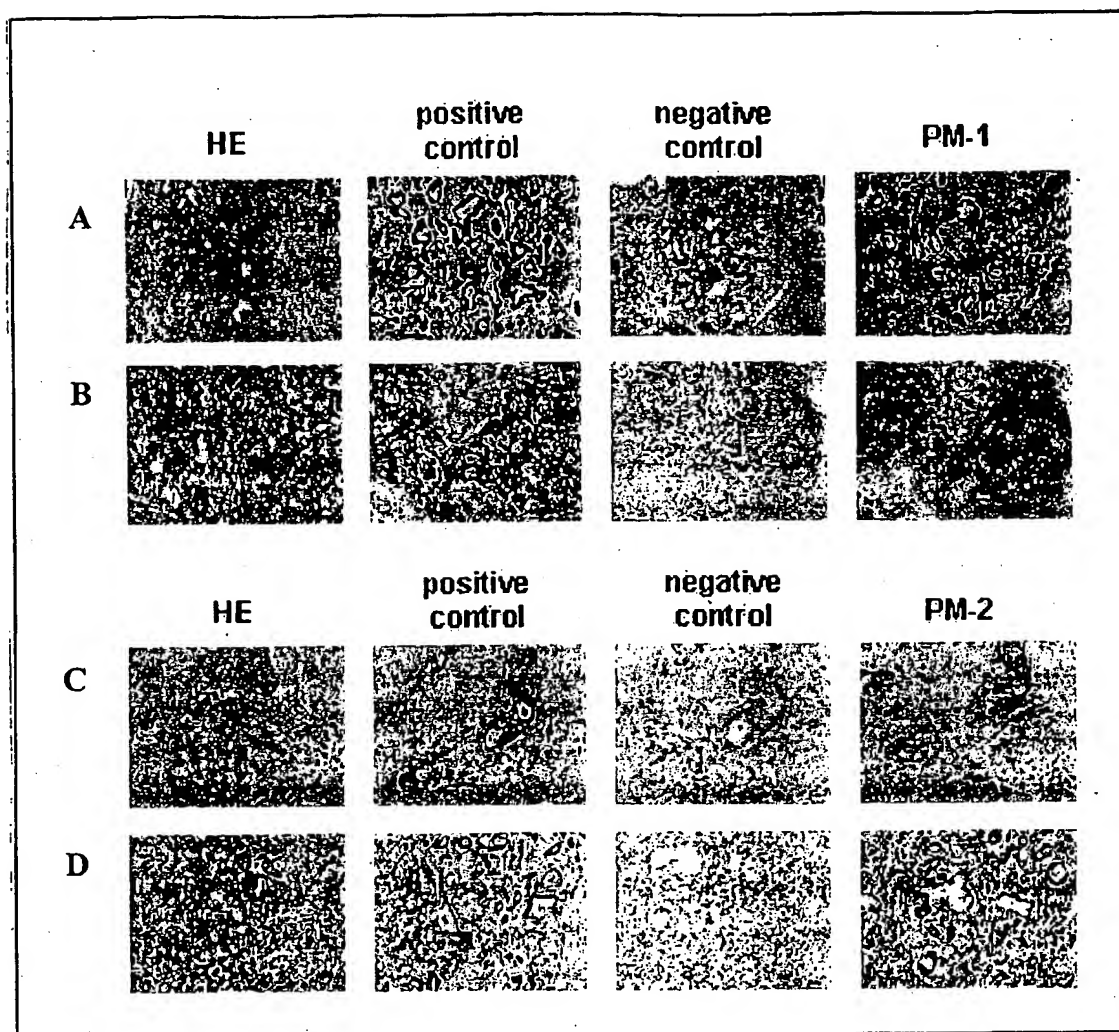 HE positive control negative control PM-1
A
B
HE positive control negative control PM-2
C
D